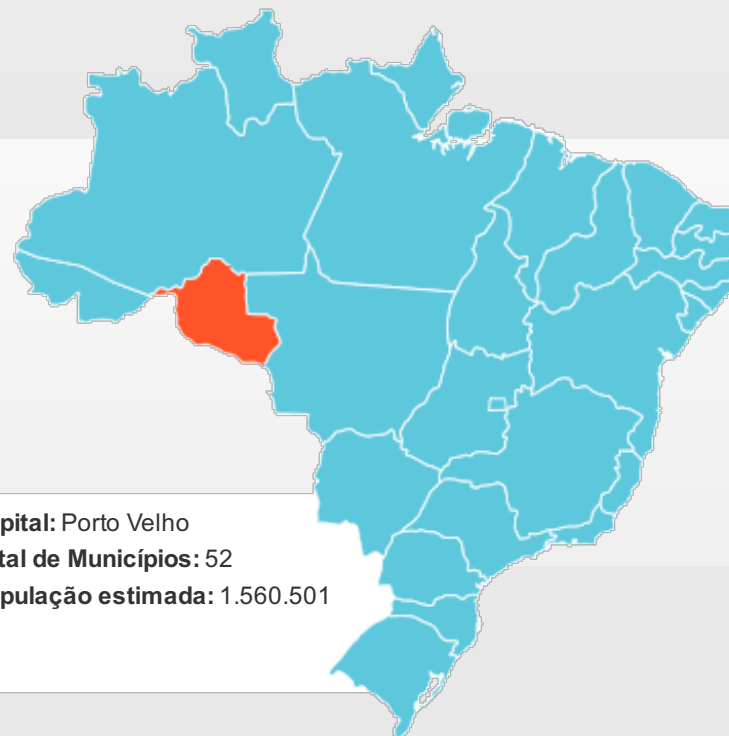 pital: Porto Velho
tal de Municípios: 52
pulação estimada: 1.560.501